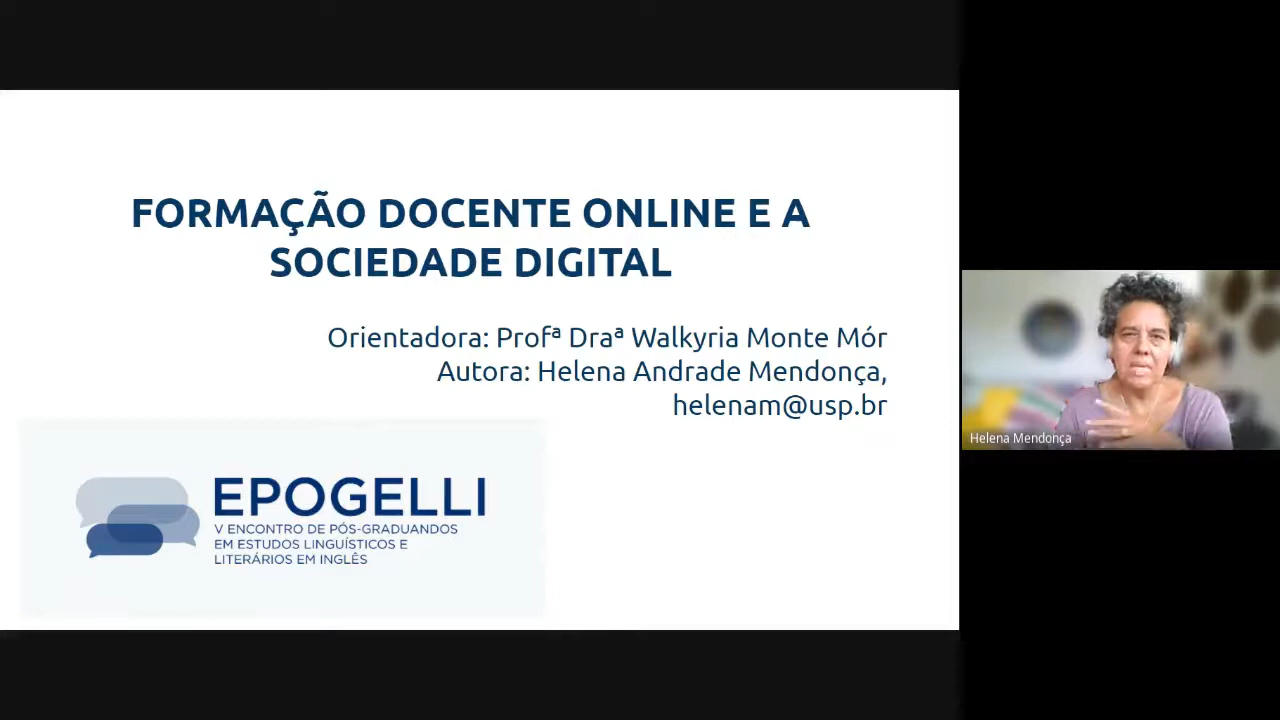 FORMAÇÃO DOCENTE ONLINE E A
SOCIEDADE DIGITAL
Orientadora: Profª Draª Walkyria Monte Mór
Autora: Helena Andrade Mendonça,
helenam@usp.br
EPOGELLI
V ENCONTRO DE PÓS-GRADUANDOS
EM ESTUDOS LINGUÍSTICOS E
LITERÁRIOS EM INGLÊS
Helena Mendonça